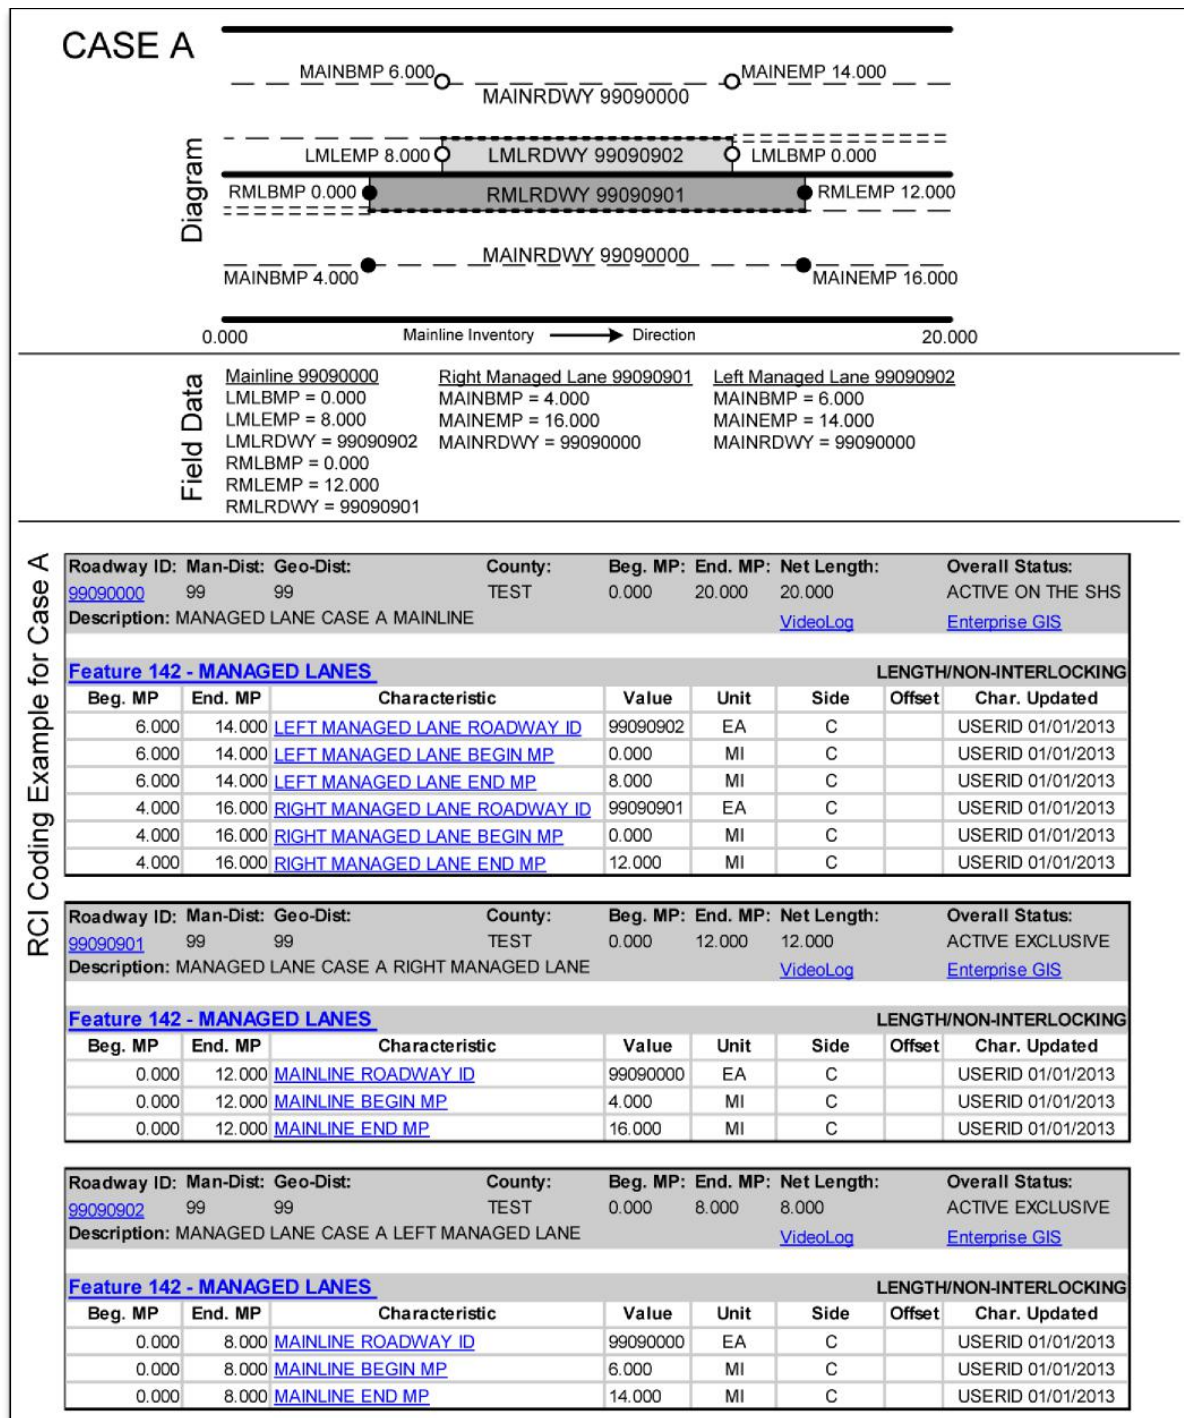 CASE A
MAINBMP 6.000
MAINEMP 14.000
MAINRDWY 99090000
LMLEMP 8.000
LMLRDWY 99090902
LMLBMP 0.000
RMLBMP 0.000
RMLRDWY 99090901
RMLEMP 12.000
MAINRDWY 99090000
MAINBMP 4.000
MAINEMP 16.000
Diagram
0.000 Mainline Inventory Direction 20.000
Field Data
Mainline 99090000
LMLBMP = 0.000
LMLEMP = 8.000
LMLRDWY = 99090902
RMLBMP = 0.000
RMLEMP = 12.000
RMLRDWY = 99090901
Right Managed Lane 99090901
MAINBMP = 4.000
MAINEMP = 16.000
MAINRDWY = 99090000
Left Managed Lane 99090902
MAINBMP = 6.000
MAINEMP = 14.000
MAINRDWY = 99090000
RCI Coding Example for Case A
Roadway ID: Man-Dist: Geo-Dist: County: Beg. MP: End. MP: Net Length: Overall Status:
99090000 99 99 TEST 0.000 20.000 20.000 ACTIVE ON THE SHS
Description: MANAGED LANE CASE A MAINLINE VideoLog Enterprise GIS
Feature 142 - MANAGED LANES LENGTH/NON-INTERLOCKING
Beg. MP End. MP Characteristic Value Unit Side Offset Char. Updated
6.000 14.000 LEFT MANAGED LANE ROADWAY ID 99090902 EA C USERID 01/01/2013
6.000 14.000 LEFT MANAGED LANE BEGIN MP 0.000 MI C USERID 01/01/2013
6.000 14.000 LEFT MANAGED LANE END MP 8.000 MI C USERID 01/01/2013
4.000 16.000 RIGHT MANAGED LANE ROADWAY ID 99090901 EA C USERID 01/01/2013
4.000 16.000 RIGHT MANAGED LANE BEGIN MP 0.000 MI C USERID 01/01/2013
4.000 16.000 RIGHT MANAGED LANE END MP 12.000 MI C USERID 01/01/2013
Roadway ID: Man-Dist: Geo-Dist: County: Beg. MP: End. MP: Net Length: Overall Status:
99090901 99 99 TEST 0.000 12.000 12.000 ACTIVE EXCLUSIVE
Description: MANAGED LANE CASE A RIGHT MANAGED LANE VideoLog Enterprise GIS
Feature 142 - MANAGED LANES LENGTH/NON-INTERLOCKING
Beg. MP End. MP Characteristic Value Unit Side Offset Char. Updated
0.000 12.000 MAINLINE ROADWAY ID 99090000 EA C USERID 01/01/2013
0.000 12.000 MAINLINE BEGIN MP 4.000 MI C USERID 01/01/2013
0.000 12.000 MAINLINE END MP 16.000 MI C USERID 01/01/2013
Roadway ID: Man-Dist: Geo-Dist: County: Beg. MP: End. MP: Net Length: Overall Status:
99090902 99 99 TEST 0.000 8.000 8.000 ACTIVE EXCLUSIVE
Description: MANAGED LANE CASE A LEFT MANAGED LANE VideoLog Enterprise GIS
Feature 142 - MANAGED LANES LENGTH/NON-INTERLOCKING
Beg. MP End. MP Characteristic Value Unit Side Offset Char. Updated
0.000 8.000 MAINLINE ROADWAY ID 99090000 EA C USERID 01/01/2013
0.000 8.000 MAINLINE BEGIN MP 6.000 MI C USERID 01/01/2013
0.000 8.000 MAINLINE END MP 14.000 MI C USERID 01/01/2013